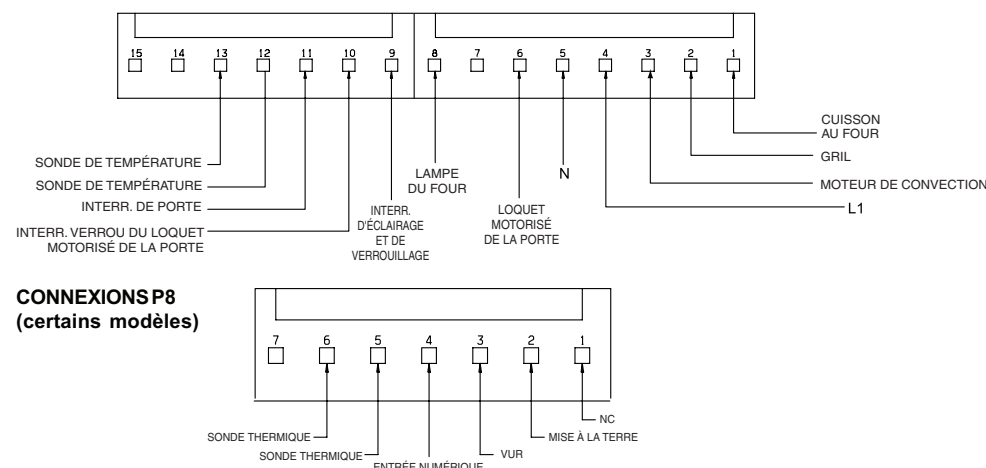 15 14 13 12 11 10 9 8 7 6 5 4 3 2 1
CUISSON
AU FOUR
GRIL
MOTEUR DE CONVECTION
L1
N
LAMPE
DU FOUR
LOQUET
MOTORISÉ
DE LA PORTE
INTERR.
D'ÉCLAIRAGE
ET DE
VERROUILLAGE
SONDE DE TEMPÉRATURE
SONDE DE TEMPÉRATURE
INTERR. DE PORTE
INTERR. VERROU DU LOQUET
MOTORISÉ DE LA PORTE
CONNEXIONS P8
(certains modèles)
7 6 5 4 3 2 1
NC
MISE À LA TERRE
VUR
ENTRÉE NUMÉRIQUE
SONDE THERMIQUE
SONDE THERMIQUE